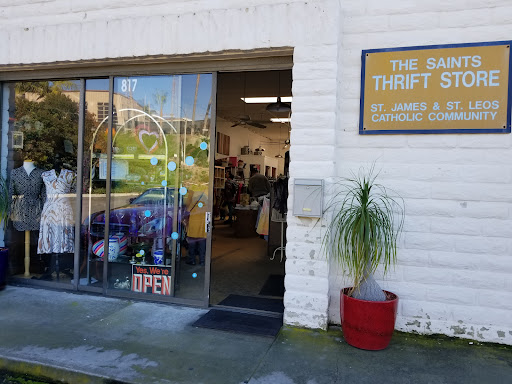 817
THE SAINTS
THRIFT STORE
ST. JAMES & ST. LEOS
CATHOLIC COMMUNITY
Yes, We're
OPEN